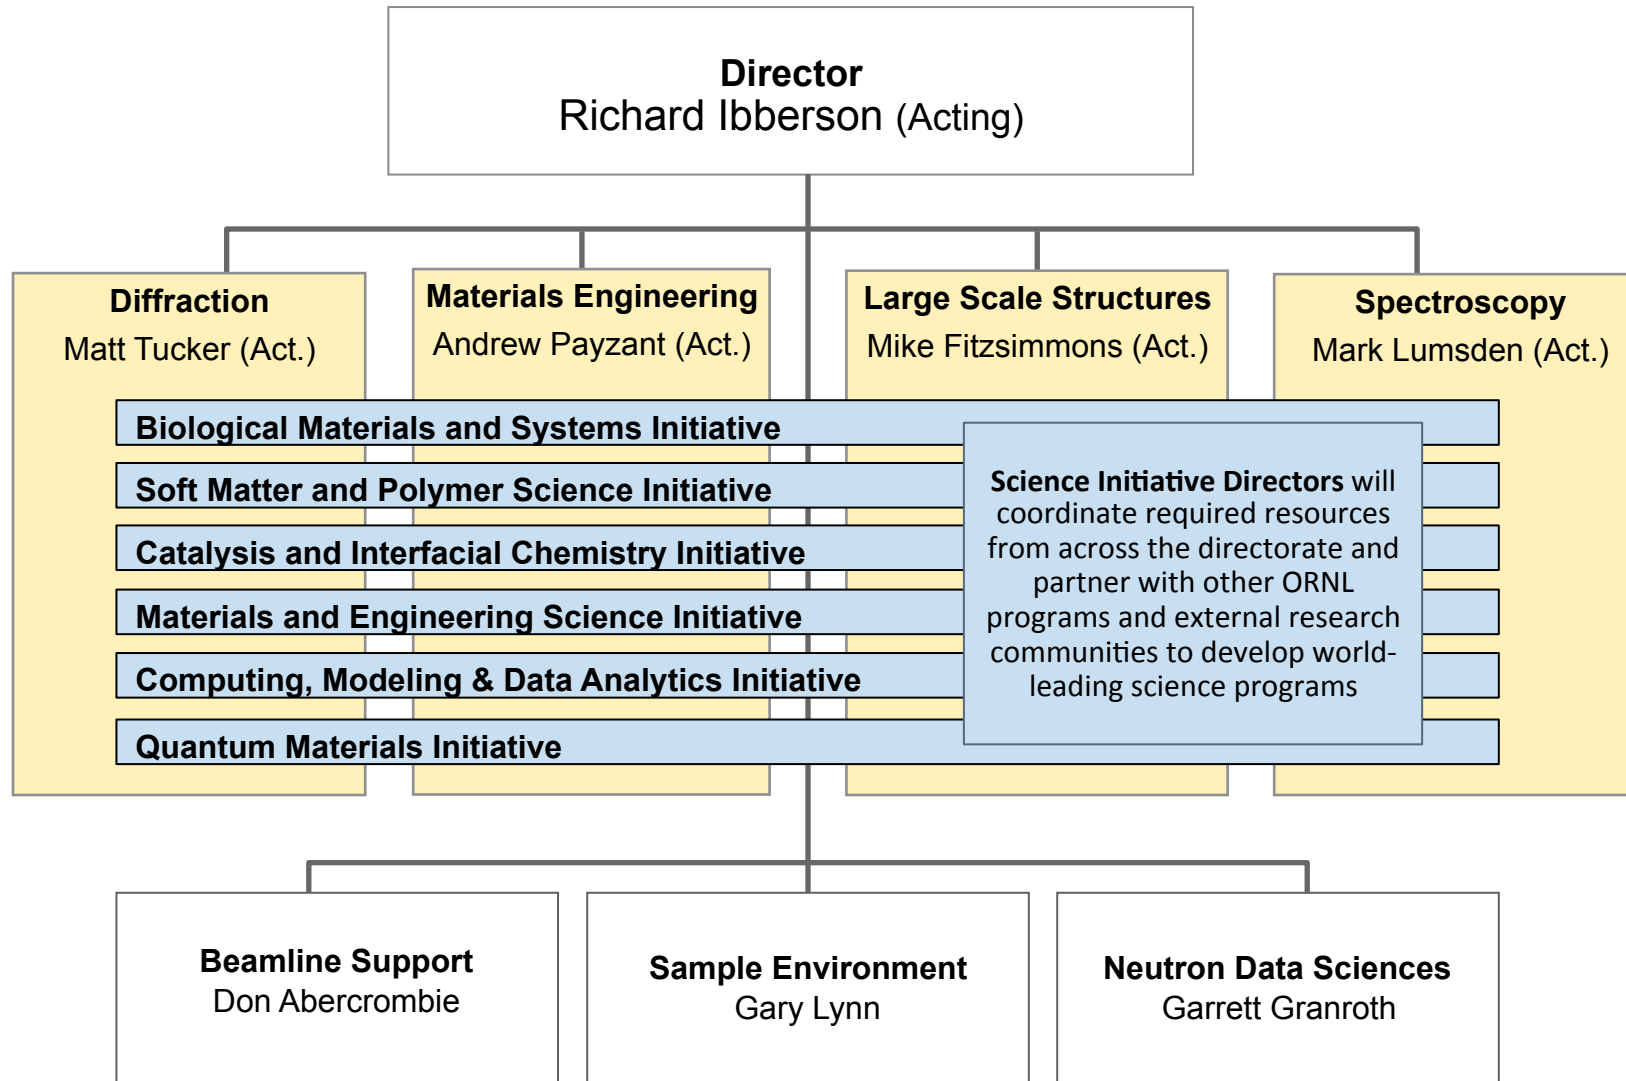 Director
Richard Ibberson (Acting)
Diffraction
Matt Tucker (Act.)
Materials Engineering
Andrew Payzant (Act.)
Large Scale Structures
Mike Fitzsimmons (Act.)
Spectroscopy
Mark Lumsden (Act.)
Biological Materials and Systems Initiative
Soft Matter and Polymer Science Initiative
Catalysis and Interfacial Chemistry Initiative
Materials and Engineering Science Initiative
Computing, Modeling & Data Analytics Initiative
Quantum Materials Initiative
Science Initiative Directors will
coordinate required resources
from across the directorate and
partner with other ORNL
programs and external research
communities to develop world-
leading science programs
Beamline Support
Don Abercrombie
Sample Environment
Gary Lynn
Neutron Data Sciences
Garrett Granroth